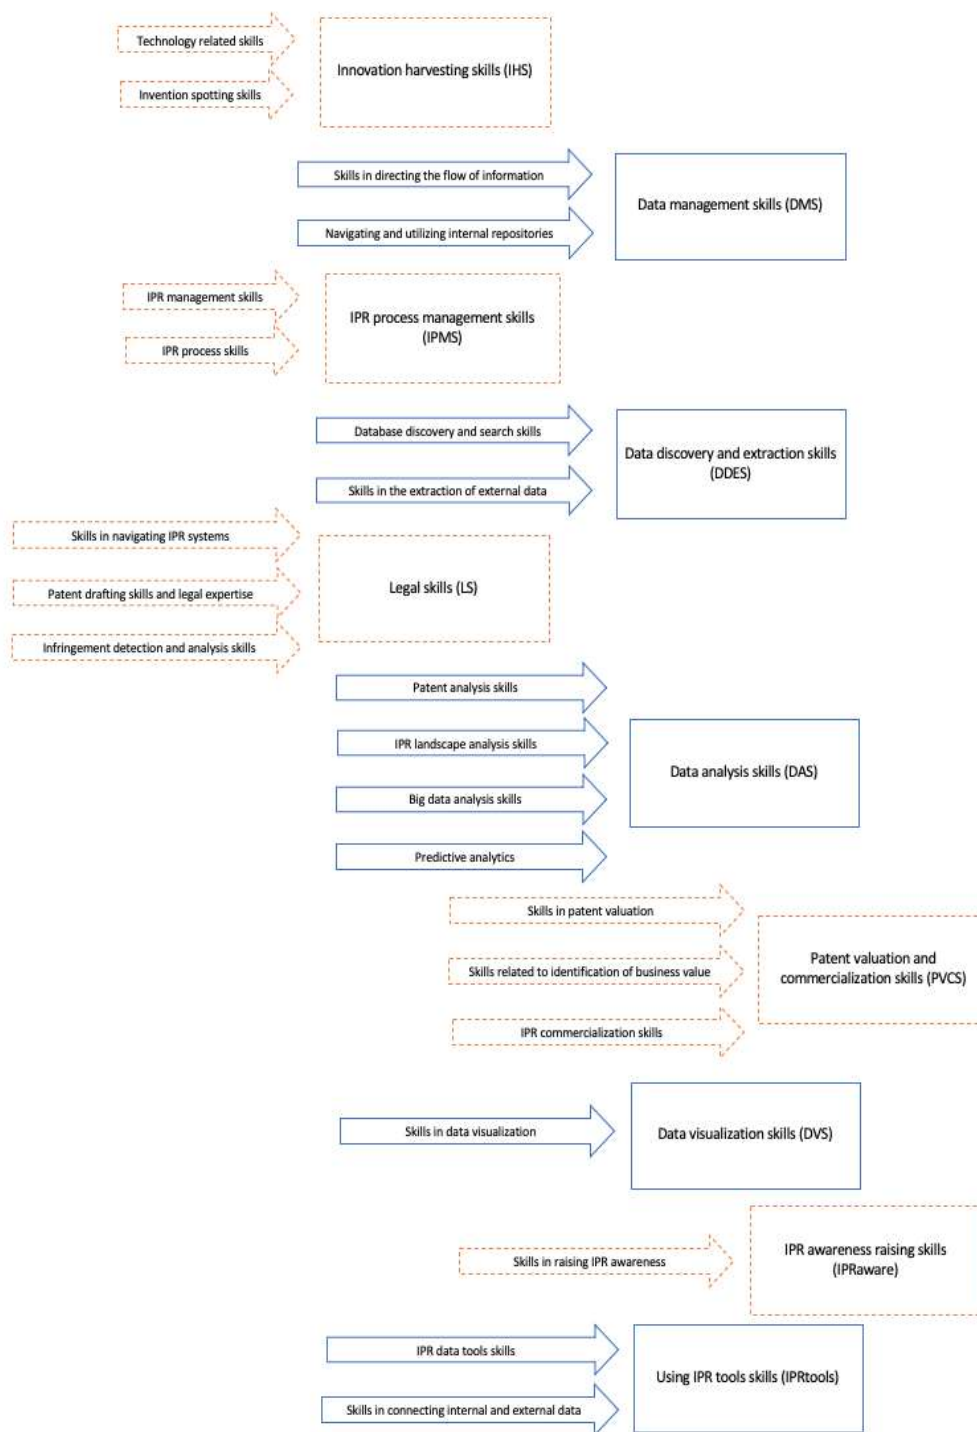 Technology related skills
Invention spotting skills
Innovation harvesting skills (IHS)
Skills in directing the flow of information
Navigating and utilizing internal repositories
Data management skills (DMS)
IPR management skills
IPR process skills
IPR process management skills
(IPMS)
Database discovery and search skills
Skills in the extraction of external data
Data discovery and extraction skills
(DDES)
Skills in navigating IPR systems
Patent drafting skills and legal expertise
Infringement detection and analysis skills
Legal skills (LS)
Patent analysis skills
IPR landscape analysis skills
Big data analysis skills
Predictive analytics
Data analysis skills (DAS)
Skills in patent valuation
Skills related to identification of business value
IPR commercialization skills
Patent valuation and
commercialization skills (PVCS)
Skills in data visualization
Data visualization skills (DVS)
Skills in raising IPR awareness
IPR awareness raising skills
(IPRaware)
IPR data tools skills
Skills in connecting internal and external data
Using IPR tools skills (IPRtools)